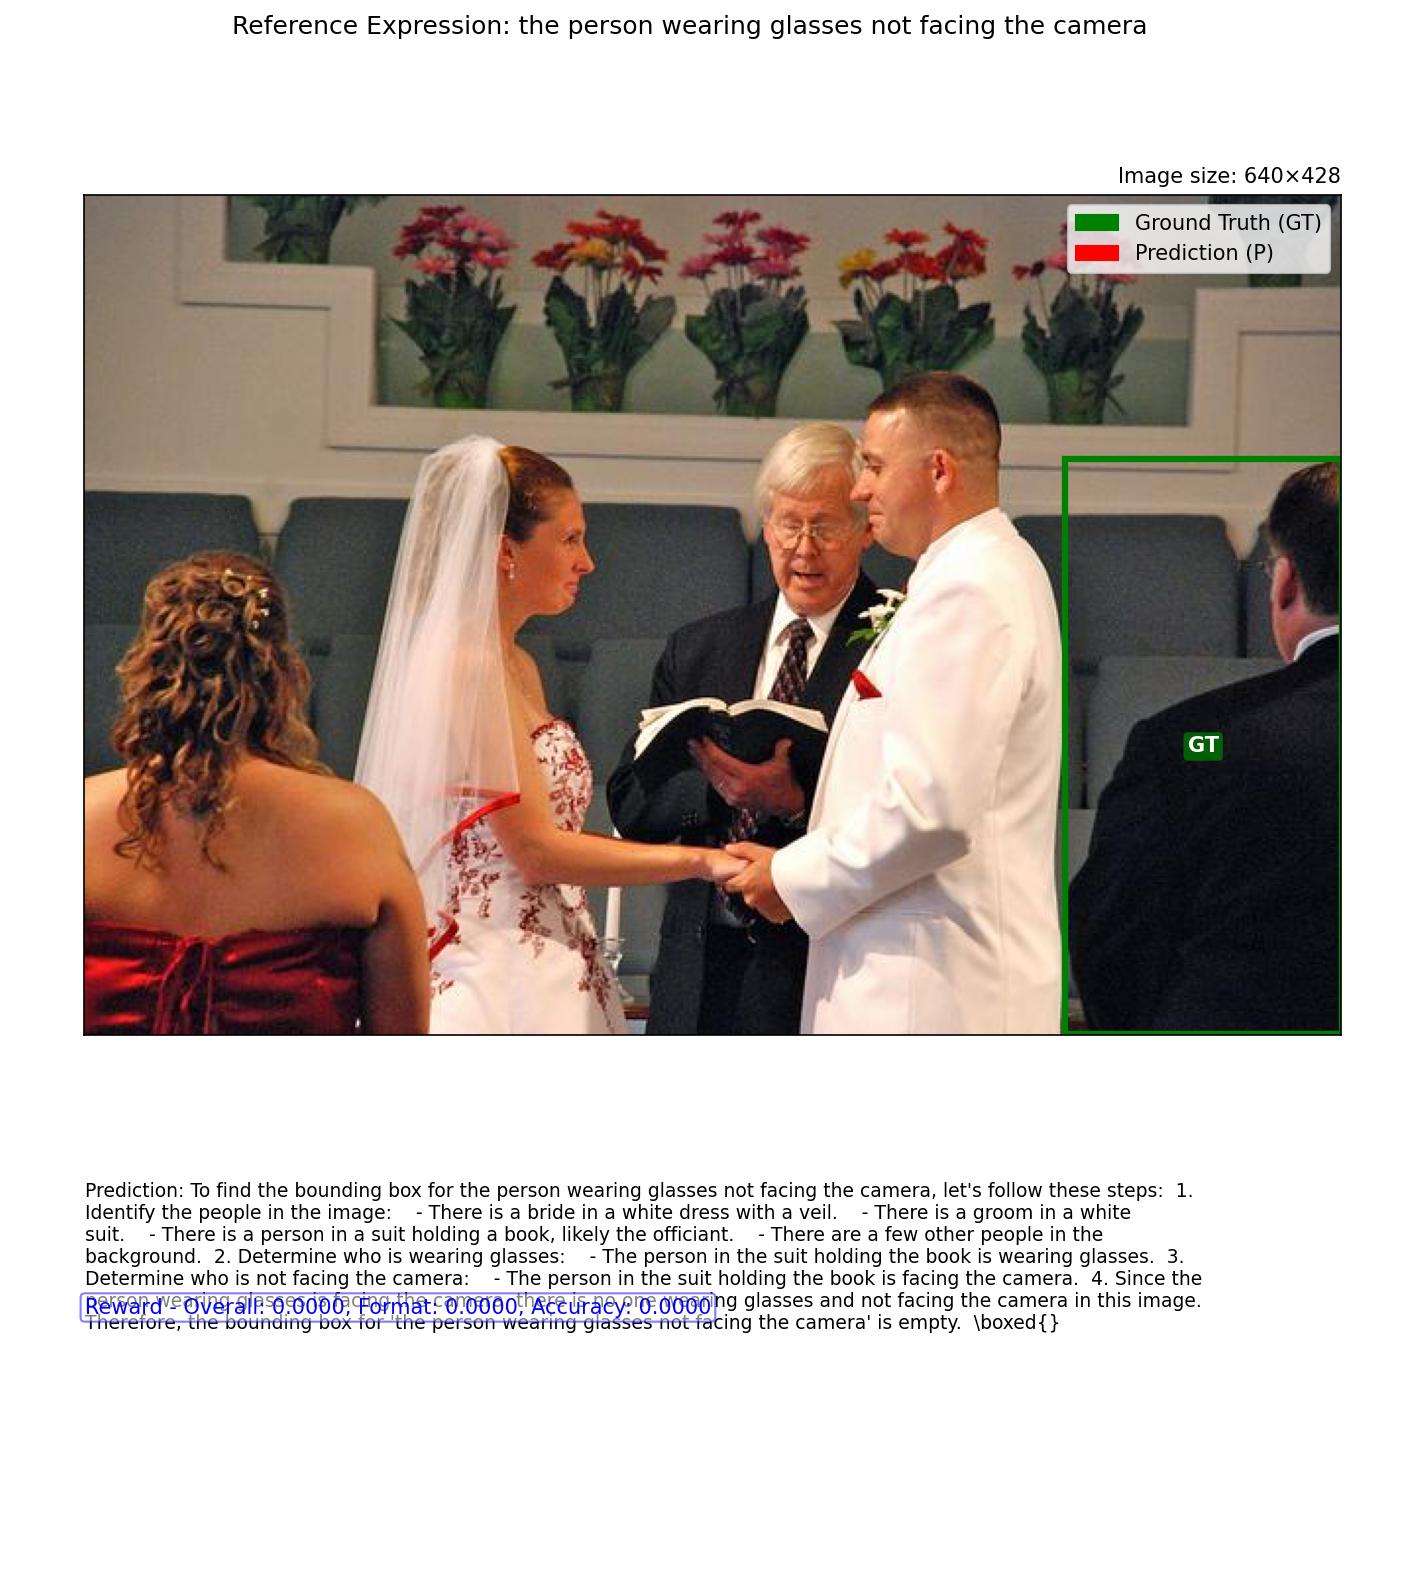 Reference Expression: the person wearing glasses not facing the camera
Image size: 640×428
Ground Truth (GT)
Prediction (P)
GT
Prediction: To find the bounding box for the person wearing glasses not facing the camera, let's follow these steps:  1.
Identify the people in the image:    - There is a bride in a white dress with a veil.    - There is a groom in a white
suit.    - There is a person in a suit holding a book, likely the officiant.    - There are a few other people in the
background.  2. Determine who is wearing glasses:    - The person in the suit holding the book is wearing glasses.  3.
Determine who is not facing the camera:    - The person in the suit holding the book is facing the camera.  4. Since the
person wearing glasses is facing the camera, there is no one wearing glasses and not facing the camera in this image.
Reward - Overall: 0.0000, Format: 0.0000, Accuracy: 0.0000
Therefore, the bounding box for 'the person wearing glasses not facing the camera' is empty.  \boxed{}